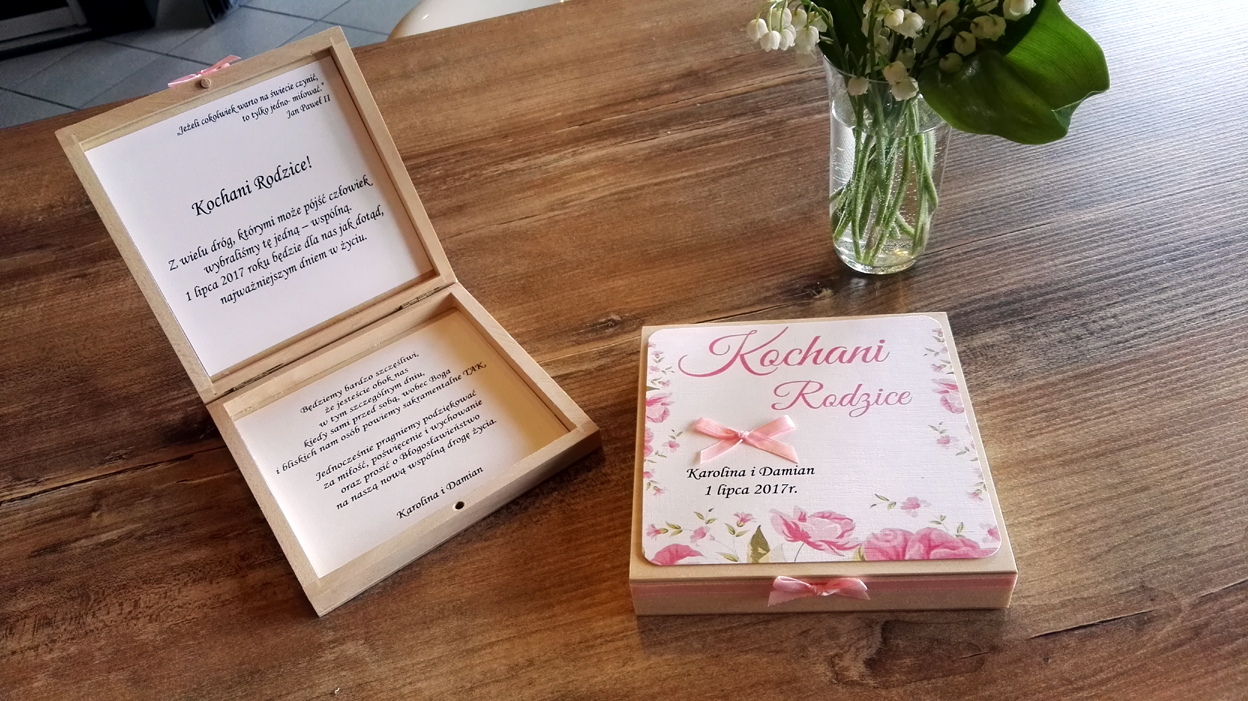 „Jeżeli cokolwiek warto na świecie czynić,
to tylko jedno- miłować."
Jan Paweł II
Kochani Rodzice!
Z wielu dróg, którymi może pójść człowiek
wybraliśmy tę jedną – wspólną.
1 lipca 2017 roku będzie dla nas jak dotąd,
najważniejszym dniem w życiu.
Będziemy bardzo szczęśliwi,
że jesteście obok nas
w tym szczególnym dniu,
kiedy sami przed sobą, wobec Boga
i bliskich nam osób powiemy sakramentalne TAK.
Jednocześnie pragniemy podziękować
za miłość, poświęcenie i wychowanie
oraz prosić o Błogosławieństwo
na naszą nową wspólną drogę życia.
Karolina i Damian
Kochani
Rodzice
Karolina i Damian
1 lipca 2017r.